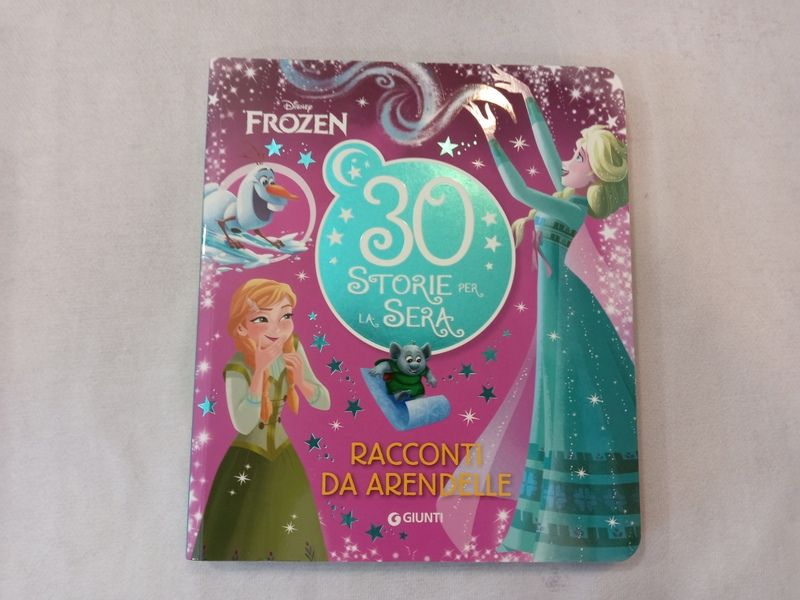 Disney
FROZEN
30
STORIE PER
LA SERA
RACCONTI
DA ARENDELLE
GIUNTI